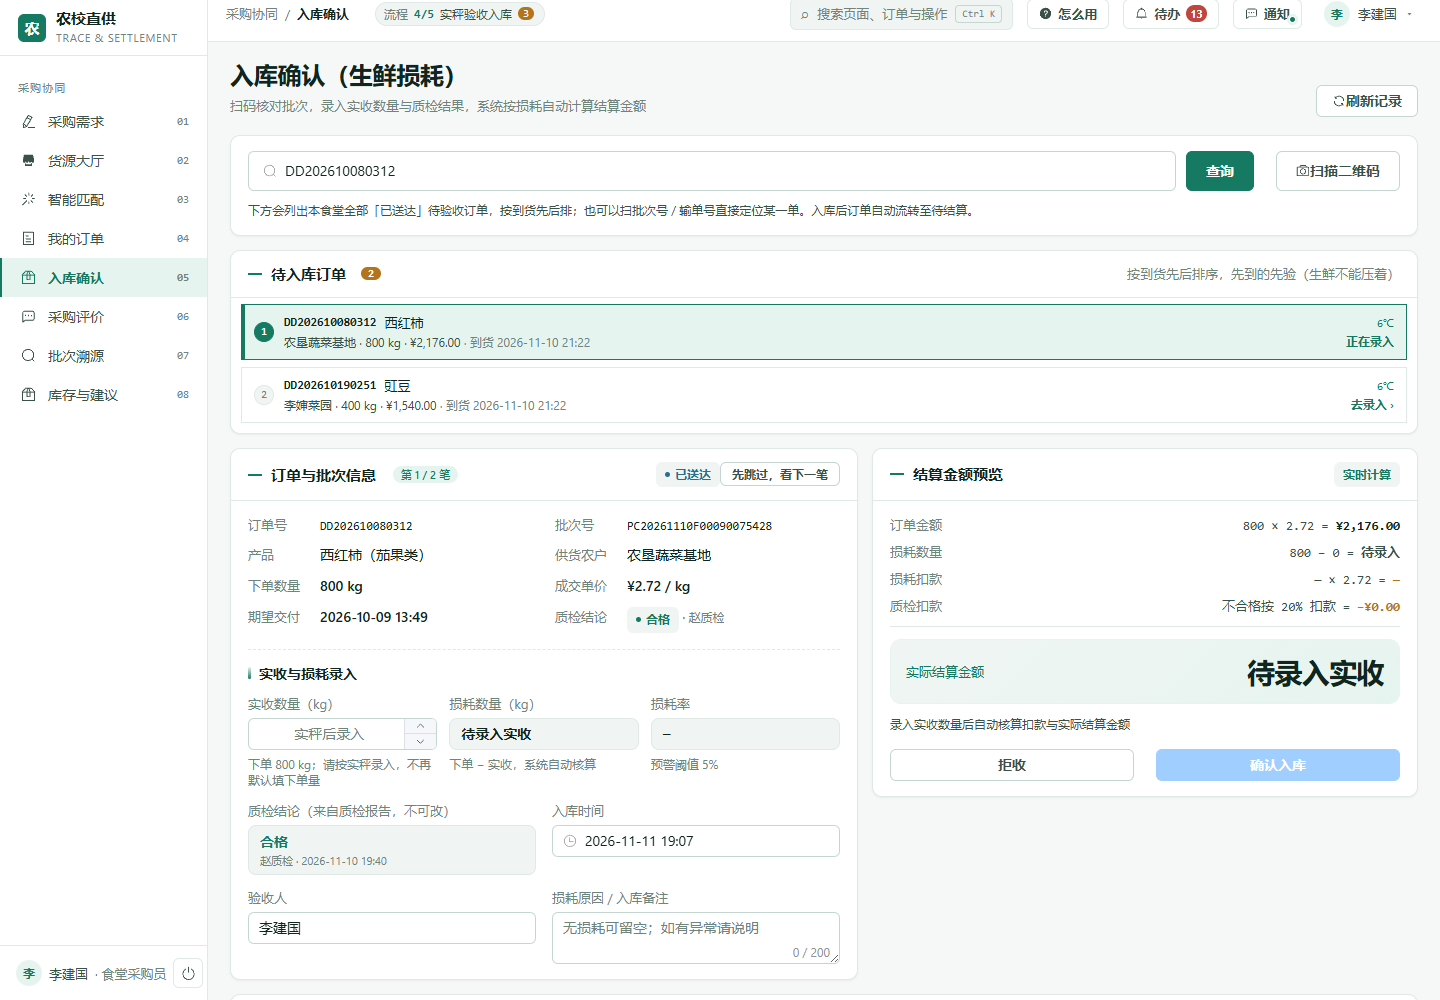 农 农校直供
TRACE & SETTLEMENT
采购协同
采购需求 01
货源大厅 02
智能匹配 03
我的订单 04
入库确认 05
采购评价 06
批次溯源 07
库存与建议 08
李 李建国 · 食堂采购员
采购协同 / 入库确认 流程 4/5 实秤验收入库 3
搜索页面、订单与操作 Ctrl K 怎么用 待办 13 通知 李 李建国
入库确认（生鲜损耗）
扫码核对批次，录入实收数量与质检结果，系统按损耗自动计算结算金额
刷新记录
DD202610080312 查询 扫描二维码
下方会列出本食堂全部「已送达」待验收订单，按到货先后排；也可以扫批次号 / 输单号直接定位某一单。入库后订单自动流转至待结算。
待入库订单 2 按到货先后排序，先到的先验（生鲜不能压着）
1 DD202610080312 西红柿 6℃
农垦蔬菜基地 · 800 kg · ¥2,176.00 · 到货 2026-11-10 21:22 正在录入
2 DD202610190251 豇豆 6℃
李婶菜园 · 400 kg · ¥1,540.00 · 到货 2026-11-10 21:22 去录入 ›
订单与批次信息 第 1 / 2 笔 已送达 先跳过，看下一笔
订单号 DD202610080312 批次号 PC20261110F00090075428
产品 西红柿（茄果类） 供货农户 农垦蔬菜基地
下单数量 800 kg 成交单价 ¥2.72 / kg
期望交付 2026-10-09 13:49 质检结论 合格 · 赵质检
实收与损耗录入
实收数量（kg） 损耗数量（kg） 损耗率
实秤后录入 待录入实收 —
下单 800 kg；请按实秤录入，不再默认填下单量 下单 − 实收，系统自动核算 预警阈值 5%
质检结论（来自质检报告，不可改） 入库时间
合格
赵质检 · 2026-11-10 19:40
2026-11-11 19:07
验收人 损耗原因 / 入库备注
李建国 无损耗可留空；如有异常请说明
0 / 200
结算金额预览 实时计算
订单金额 800 × 2.72 = ¥2,176.00
损耗数量 800 − 0 = 待录入
损耗扣款 — × 2.72 = —
质检扣款 不合格按 20% 扣款 = −¥0.00
实际结算金额 待录入实收
录入实收数量后自动核算扣款与实际结算金额
拒收 确认入库